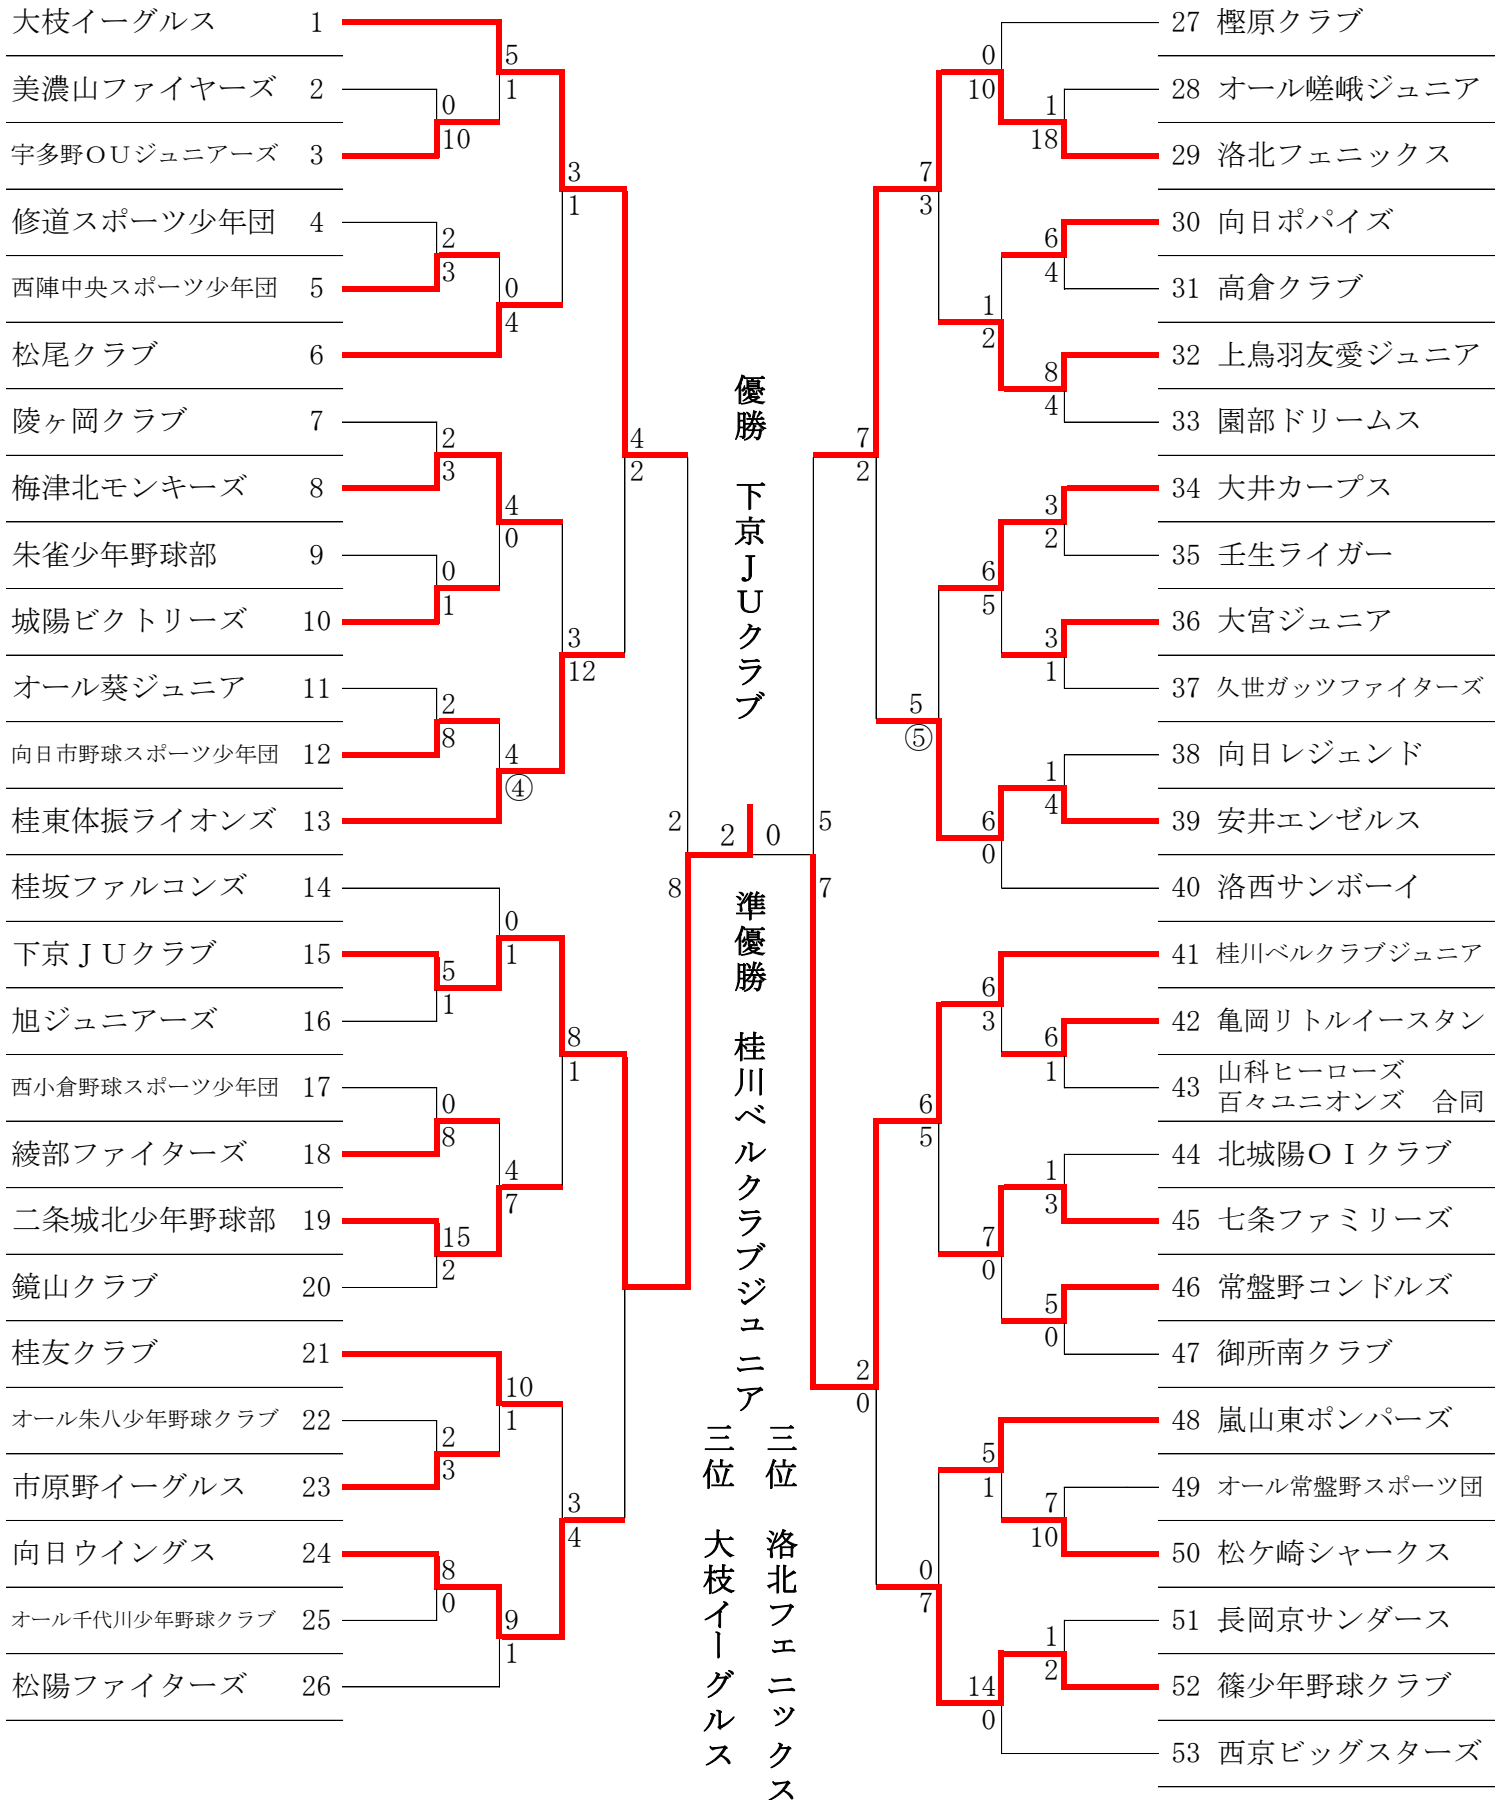 大枝イーグルス 1
美濃山ファイヤーズ 2
宇多野ＯＵジュニアーズ 3
修道スポーツ少年団 4
西陣中央スポーツ少年団 5
松尾クラブ 6
陵ヶ岡クラブ 7
梅津北モンキーズ 8
朱雀少年野球部 9
城陽ビクトリーズ 10
オール葵ジュニア 11
向日市野球スポーツ少年団 12
桂東体振ライオンズ 13
桂坂ファルコンズ 14
下京ＪＵクラブ 15
旭ジュニアーズ 16
西小倉野球スポーツ少年団 17
綾部ファイターズ 18
二条城北少年野球部 19
鏡山クラブ 20
桂友クラブ 21
オール朱八少年野球クラブ 22
市原野イーグルス 23
向日ウイングス 24
オール千代川少年野球クラブ 25
松陽ファイターズ 26
0
10
2
3
2
3
0
1
2
8
5
1
0
8
15
2
2
3
8
0
5
1
0
4
4
0
4
④
0
1
4
7
10
1
9
1
3
1
3
12
8
1
3
4
4
2
2
8
2 0
優勝 下京ＪＵクラブ
準優勝 桂川ベルクラブジュニア
三位 洛北フェニックス
三位 大枝イーグルス
5
7
7
2
2
0
7
3
5
⑤
6
5
0
7
0
10
1
2
6
5
6
0
6
3
7
0
5
1
14
0
1
18
6
4
8
4
3
2
3
1
1
4
6
1
1
3
5
0
7
10
1
2
27 樫原クラブ
28 オール嵯峨ジュニア
29 洛北フェニックス
30 向日ポパイズ
31 高倉クラブ
32 上鳥羽友愛ジュニア
33 園部ドリームス
34 大井カープス
35 壬生ライガー
36 大宮ジュニア
37 久世ガッツファイターズ
38 向日レジェンド
39 安井エンゼルス
40 洛西サンボーイ
41 桂川ベルクラブジュニア
42 亀岡リトルイースタン
43 山科ヒーローズ
百々ユニオンズ 合同
44 北城陽ＯＩクラブ
45 七条ファミリーズ
46 常盤野コンドルズ
47 御所南クラブ
48 嵐山東ポンパーズ
49 オール常盤野スポーツ団
50 松ケ崎シャークス
51 長岡京サンダース
52 篠少年野球クラブ
53 西京ビッグスターズ